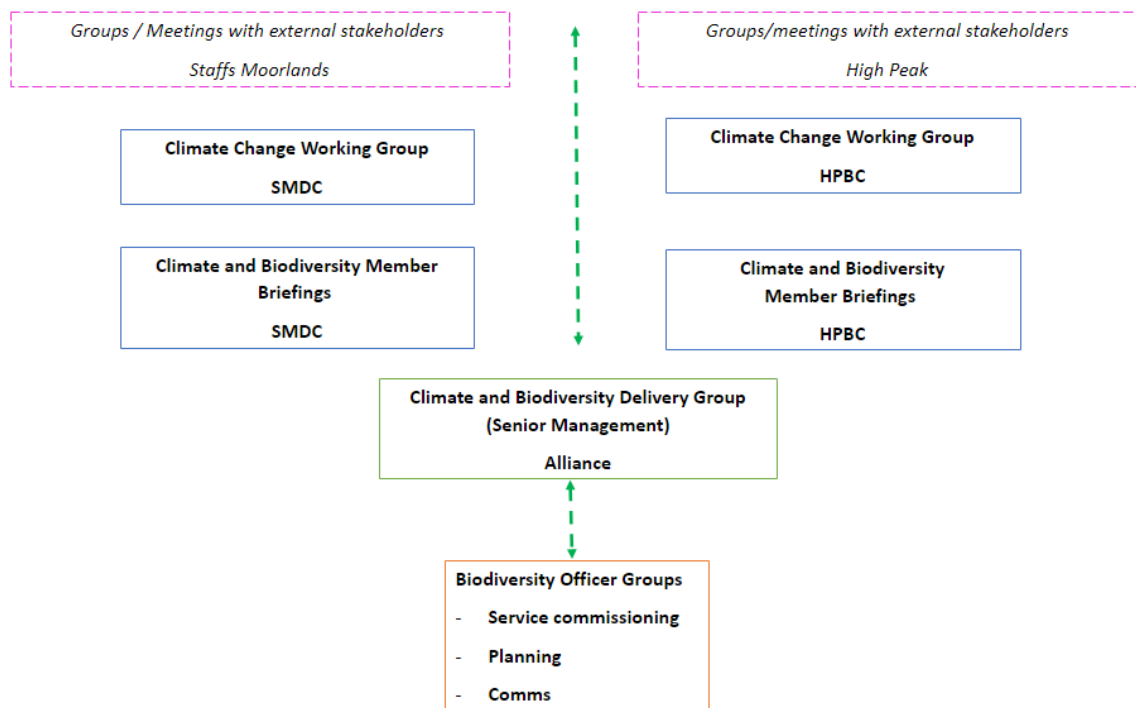 Groups / Meetings with external stakeholders
Staffs Moorlands
Groups/meetings with external stakeholders
High Peak
Climate Change Working Group
SMDC
Climate Change Working Group
HPBC
Climate and Biodiversity Member
Briefings
SMDC
Climate and Biodiversity
Member Briefings
HPBC
Climate and Biodiversity Delivery Group
(Senior Management)
Alliance
Biodiversity Officer Groups
- Service commissioning
- Planning
- Comms